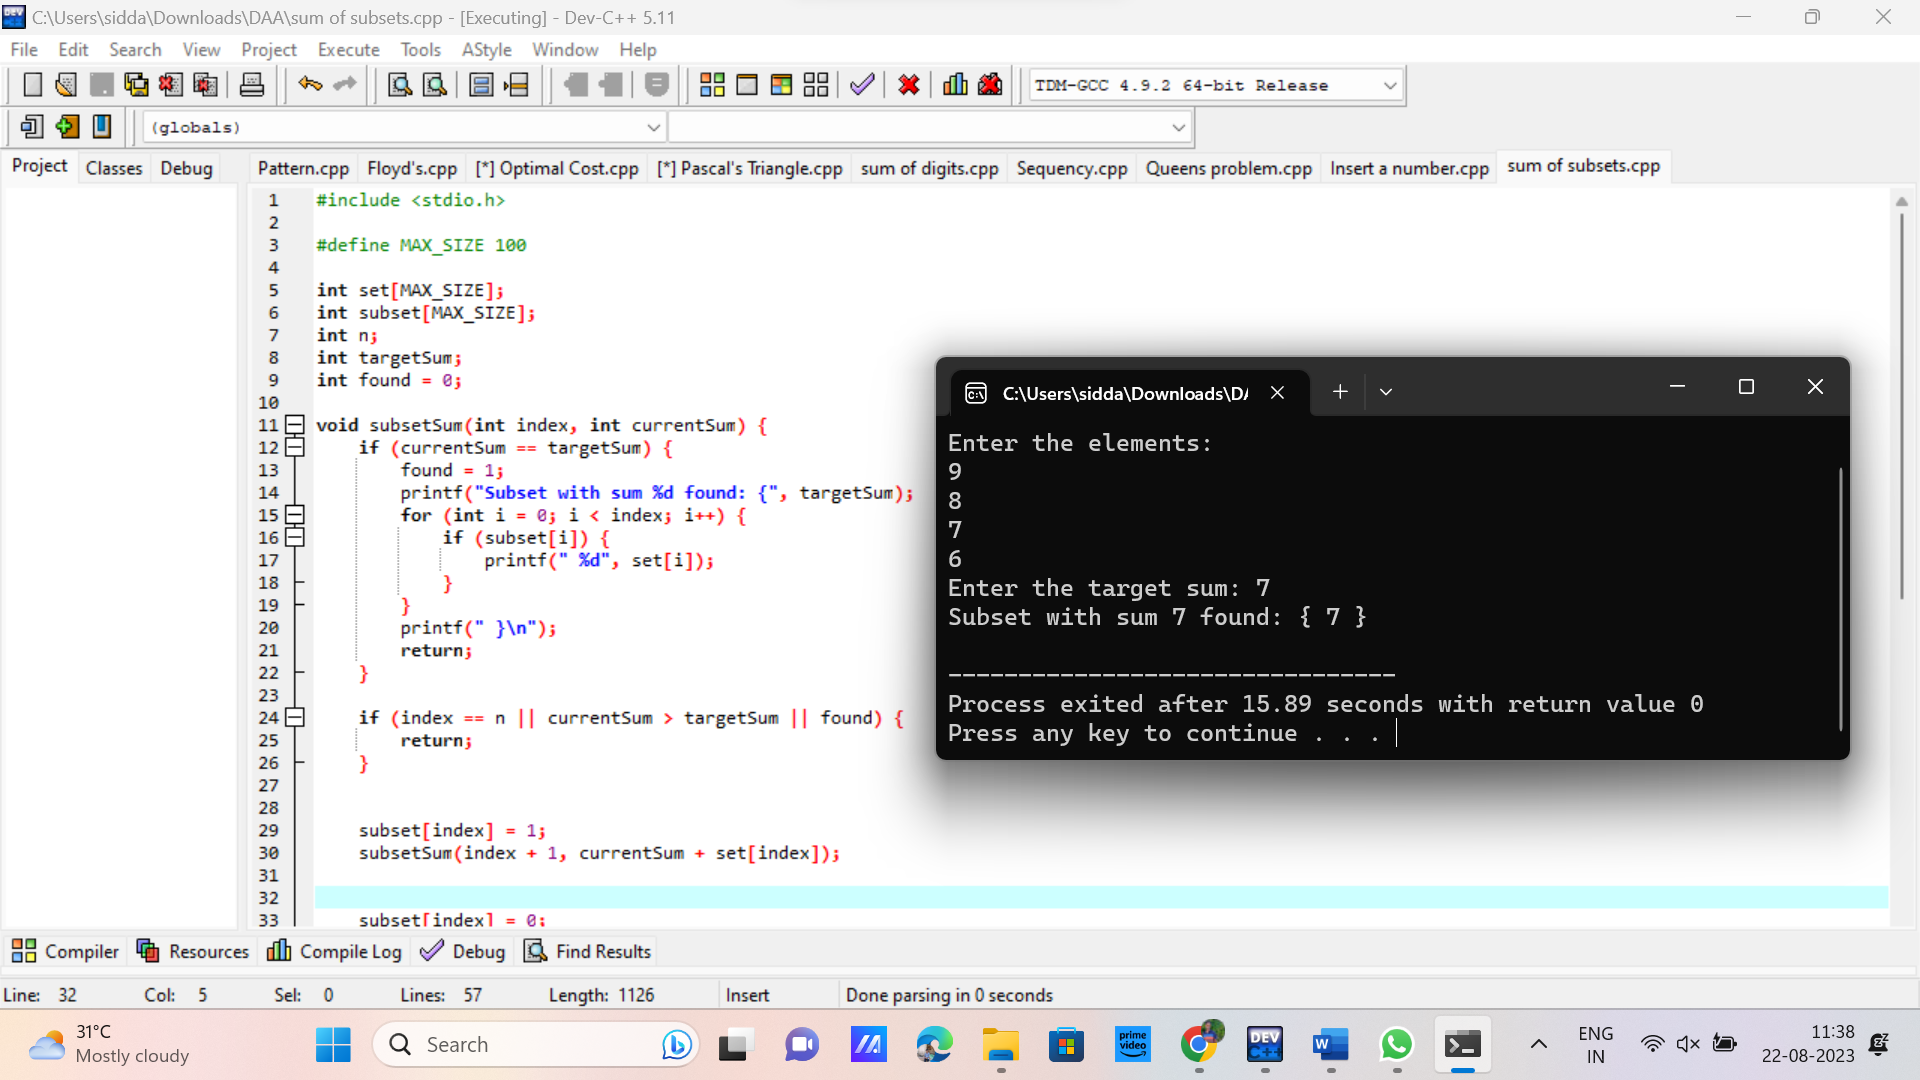 C:\Users\sidda\Downloads\DAA\sum of subsets.cpp - [Executing] - Dev-C++ 5.11
File Edit Search View Project Execute Tools AStyle Window Help
TDM-GCC 4.9.2 64-bit Release
(globals)
Project Classes Debug
Pattern.cpp Floyd's.cpp [*] Optimal Cost.cpp [*] Pascal's Triangle.cpp sum of digits.cpp Sequency.cpp Queens problem.cpp Insert a number.cpp sum of subsets.cpp
1 #include <stdio.h>
2
3 #define MAX_SIZE 100
4
5 int set[MAX_SIZE];
6 int subset[MAX_SIZE];
7 int n;
8 int targetSum;
9 int found = 0;
10
11 void subsetSum(int index, int currentSum) {
12 if (currentSum == targetSum) {
13 found = 1;
14 printf("Subset with sum %d found: {", targetSum);
15 for (int i = 0; i < index; i++) {
16 if (subset[i]) {
17 printf(" %d", set[i]);
18 }
19 }
20 printf(" }\n");
21 return;
22 }
23
24 if (index == n || currentSum > targetSum || found) {
25 return;
26 }
27
28
29 subset[index] = 1;
30 subsetSum(index + 1, currentSum + set[index]);
31
32
33 subset[index] = 0;
C:\Users\sidda\Downloads\DA
Enter the elements:
9
8
7
6
Enter the target sum: 7
Subset with sum 7 found: { 7 }
--------------------------------
Process exited after 15.89 seconds with return value 0
Press any key to continue . . .
Compiler Resources Compile Log Debug Find Results
Line: 32 Col: 5 Sel: 0 Lines: 57 Length: 1126 Insert Done parsing in 0 seconds
31°C
Mostly cloudy
Search
prime video
DEV C++
W
ENG
IN
11:38
22-08-2023